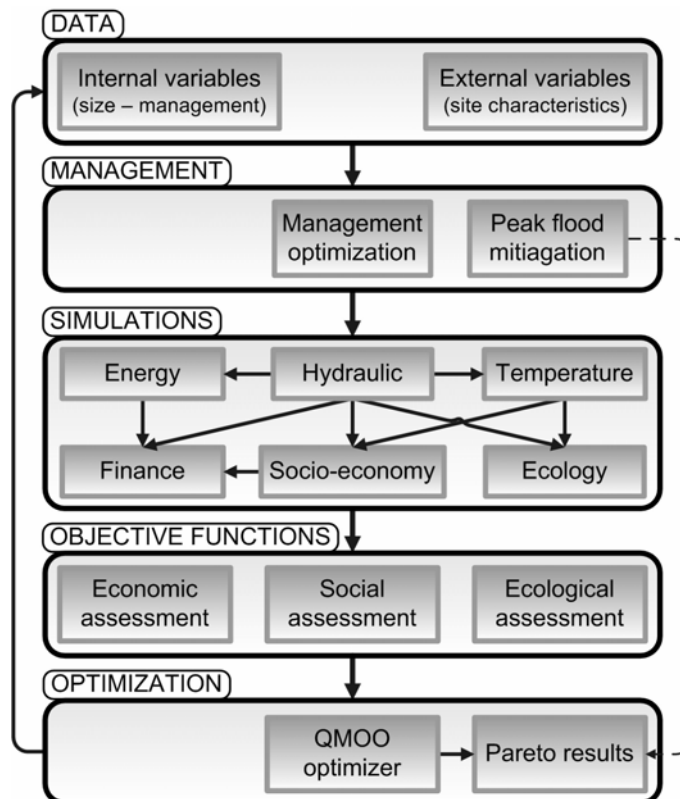 DATA
Internal variables
(size – management)
External variables
(site characteristics)
MANAGEMENT
Management
optimization
Peak flood
mitiagation
SIMULATIONS
Energy
Hydraulic
Temperature
Finance
Socio-economy
Ecology
OBJECTIVE FUNCTIONS
Economic
assessment
Social
assessment
Ecological
assessment
OPTIMIZATION
QMOO
optimizer
Pareto results